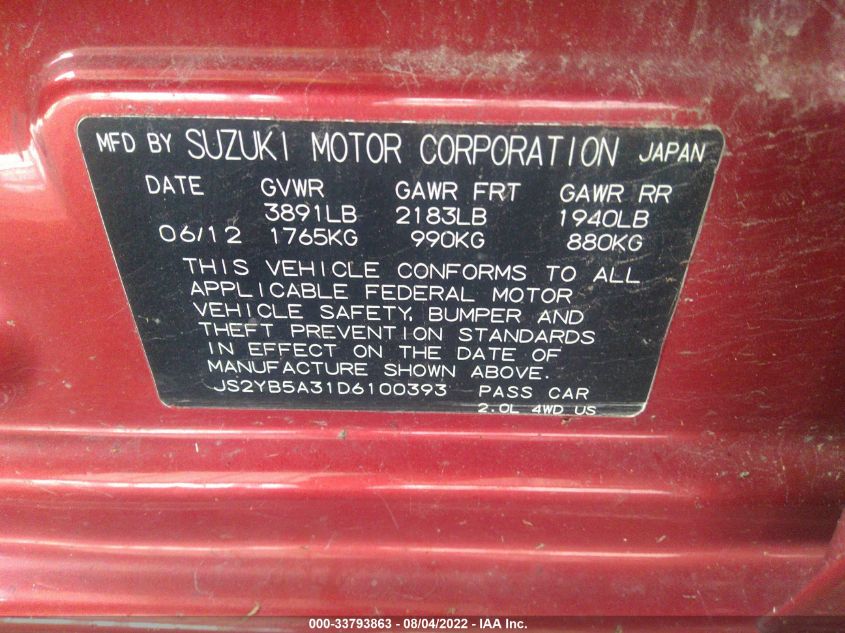 MFD BY SUZUKI MOTOR CORPORATION JAPAN
DATE GVWR GAWR FRT GAWR RR
3891LB 2183LB 1940LB
06/12 1765KG 990KG 880KG
THIS VEHICLE CONFORMS TO ALL
APPLICABLE FEDERAL MOTOR
VEHICLE SAFETY, BUMPER AND
THEFT PREVENTION STANDARDS
IN EFFECT ON THE DATE OF
MANUFACTURE SHOWN ABOVE.
JS2YB5A31D6100393 PASS CAR
2.0L 4WD US
000-33793863 - 08/04/2022 - IAA Inc.